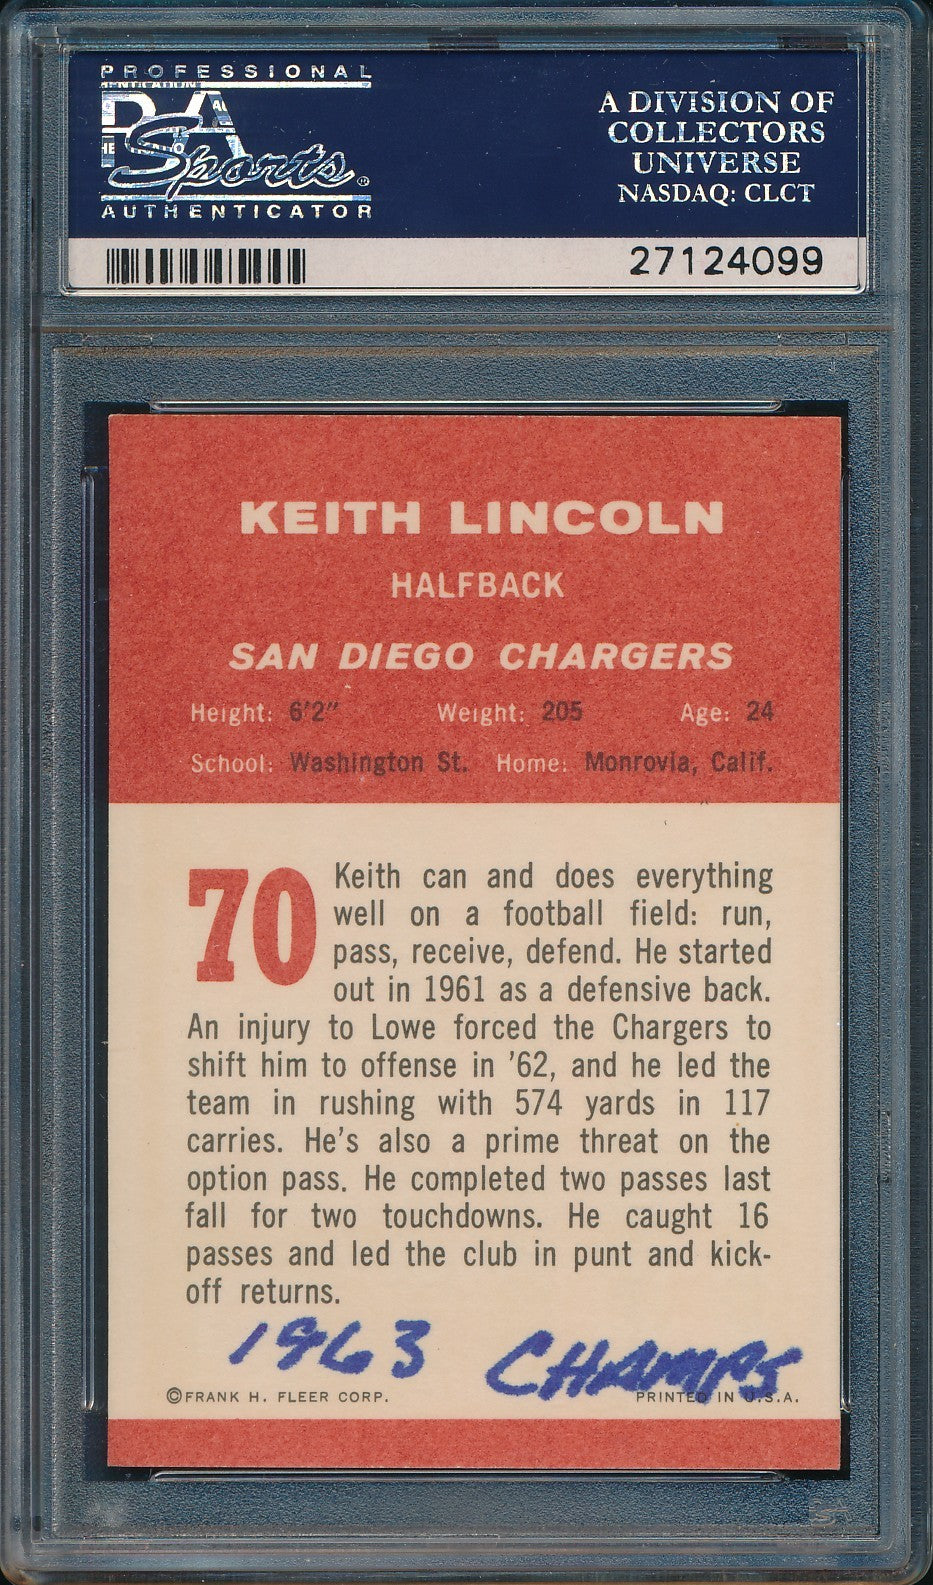 PROFESSIONAL
PSA
Sports
AUTHENTICATOR
A DIVISION OF
COLLECTORS
UNIVERSE
NASDAQ: CLCT
27124099
KEITH LINCOLN
HALFBACK
SAN DIEGO CHARGERS
Height: 6'2" Weight: 205 Age: 24
School: Washington St. Home: Monrovia, Calif.
70
Keith can and does everything
well on a football field: run,
pass, receive, defend. He started
out in 1961 as a defensive back.
An injury to Lowe forced the Chargers to
shift him to offense in '62, and he led the
team in rushing with 574 yards in 117
carries. He's also a prime threat on the
option pass. He completed two passes last
fall for two touchdowns. He caught 16
passes and led the club in punt and kick-
off returns.
1963 CHAMPS
©FRANK H. FLEER CORP. PRINTED IN U.S.A.